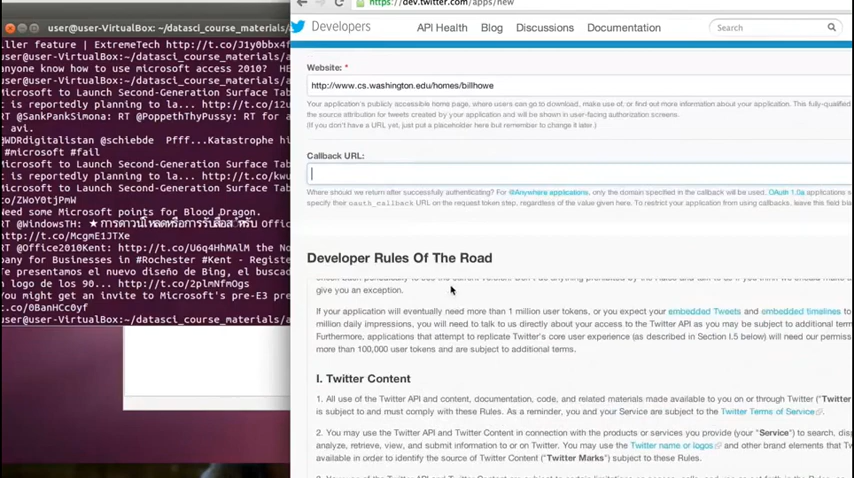 https://dev.twitter.com/apps/new
user@user-VirtualBox: ~/datasci_course_materials/a
Developers
API Health
Blog
Discussions
Documentation
Search
iller feature | ExtremeTech http://t.co/J1y0bbx4f
user@user-VirtualBox:~/datasci_course_materials/a
anyone know how to use microsoft access 2010? HE
user@user-VirtualBox:~/datasci_course_materials/a
Microsoft to Launch Second-Generation Surface Tab
t is reportedly planning to la... http://t.co/12u
RT @SankPankSimona: RT @PoppethThyPussy: RT for a
r avi.
@WDRdigitalistan @schiebde Pfff...Katastrophe hi
#microsoft #fail
Microsoft to Launch Second-Generation Surface Tab
t is reportedly planning to la... http://t.co/kwu
Microsoft to Launch Second-Generation Surface Tab
/ZWoY0tjPmW
Need some Microsoft points for Blood Dragon.
RT @WindowsTH: ★การดาวน์โหลดหรือการรับสื่อสำหรับ Offic
http://t.co/McgmE1JTXe
RT @Office2010Kent: http://t.co/U6q4HhMAlM the No
pany for Businesses in #Rochester #Kent - Registe
Te presentamos el nuevo diseño de Bing, el buscad
n logo de los 90... http://t.co/2plmNfmOgs
You might get an invite to Microsoft's pre-E3 pre
t.co/0BanHCc0yf
user@user-VirtualBox:~/datasci_course_materials/a
Website: *
http://www.cs.washington.edu/homes/billhowe
Your application's publicly accessible home page, where users can go to download, make use of, or find out more information about your application. This fully-qualified
the source attribution for tweets created by your application and will be shown in user-facing authorization screens.
(If you don't have a URL yet, just put a placeholder here but remember to change it later.)
Callback URL:
Where should we return after successfully authenticating? For @Anywhere applications, only the domain specified in the callback will be used. OAuth 1.0a applications s
specify their oauth_callback URL on the request token step, regardless of the value given here. To restrict your application from using callbacks, leave this field bla
Developer Rules Of The Road
give you an exception.
If your application will eventually need more than 1 million user tokens, or you expect your embedded Tweets and embedded timelines to
million daily impressions, you will need to talk to us directly about your access to the Twitter API as you may be subject to additional term
Furthermore, applications that attempt to replicate Twitter's core user experience (as described in Section I.5 below) will need our permiss
more than 100,000 user tokens and are subject to additional terms.
I. Twitter Content
1. All use of the Twitter API and content, documentation, code, and related materials made available to you on or through Twitter ("Twitter
is subject to and must comply with these Rules. As a reminder, you and your Service are subject to the Twitter Terms of Service.
2. You may use the Twitter API and Twitter Content in connection with the products or services you provide (your "Service") to search, disp
analyze, retrieve, view, and submit information to or on Twitter. You may use the Twitter name or logos and other brand elements that Tw
available in order to identify the source of Twitter Content ("Twitter Marks") subject to these Rules.